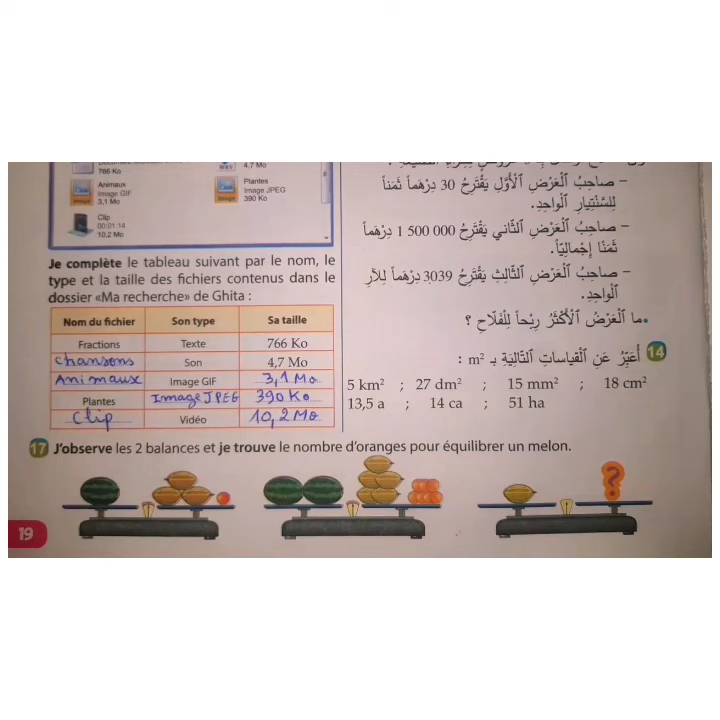 766 Ko
Animaux
Image GIF
3,1 Mo
Clip
00:01:14
10,2 Mo
WAV
4,7 Mo
Plantes
Image JPEG
390 Ko
Je complète le tableau suivant par le nom, le
type et la taille des fichiers contenus dans le
dossier «Ma recherche» de Ghita :
Nom du fichier Son type Sa taille
Fractions Texte 766 Ko
chansons Son 4,7 Mo
Animaux Image GIF 3,1 Mo
Plantes Image JPEG 390 Ko
Clip Vidéo 10,2 Mo
– صاحِبُ ٱلْعَرْضِ ٱلْأَوَّلِ يَقْتَرِحُ 30 دِرْهَماً ثَمَناً
لِلسَّنْتِيارِ ٱلْواحِدِ.
– صاحِبُ ٱلْعَرْضِ ٱلثَّاني يَقْتَرِحُ 000 500 1 دِرْهَماً
ثَمَنًا إِجْمالِيّاً.
– صاحِبُ ٱلْعَرْضِ ٱلثَّالِثِ يَقْتَرِحُ 3039 دِرْهَماً لِلآرِ
ٱلْواحِدِ.
•ما ٱلْعَرْضُ ٱلْأَكْثَرُ رِبْحاً لِلْفَلّاحِ ؟
14 أُعَبِّرُ عَنِ ٱلْقِياساتِ ٱلتَّالِيَةِ بـ m² :
5 km² ; 27 dm² ; 15 mm² ; 18 cm²
13,5 a ; 14 ca ; 51 ha
17 J'observe les 2 balances et je trouve le nombre d'oranges pour équilibrer un melon.
?
19